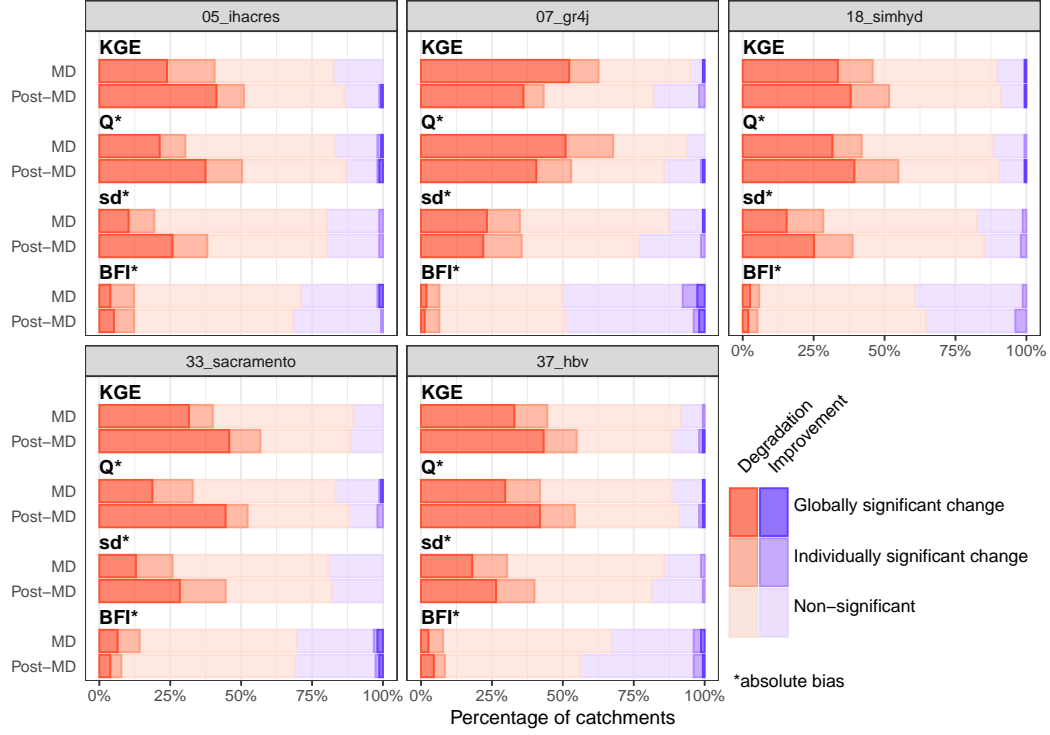 05_ihacres
07_gr4j
18_simhyd
KGE
MD
Post−MD
Q*
MD
Post−MD
sd*
MD
Post−MD
BFI*
MD
Post−MD
KGE
Q*
sd*
BFI*
KGE
Q*
sd*
BFI*
0% 25% 50% 75% 100%
33_sacramento
37_hbv
KGE
MD
Post−MD
Q*
MD
Post−MD
sd*
MD
Post−MD
BFI*
MD
Post−MD
0% 25% 50% 75% 100%
KGE
Q*
sd*
BFI*
0% 25% 50% 75% 100%
Percentage of catchments
Degradation
Improvement
Globally significant change
Individually significant change
Non−significant
*absolute bias